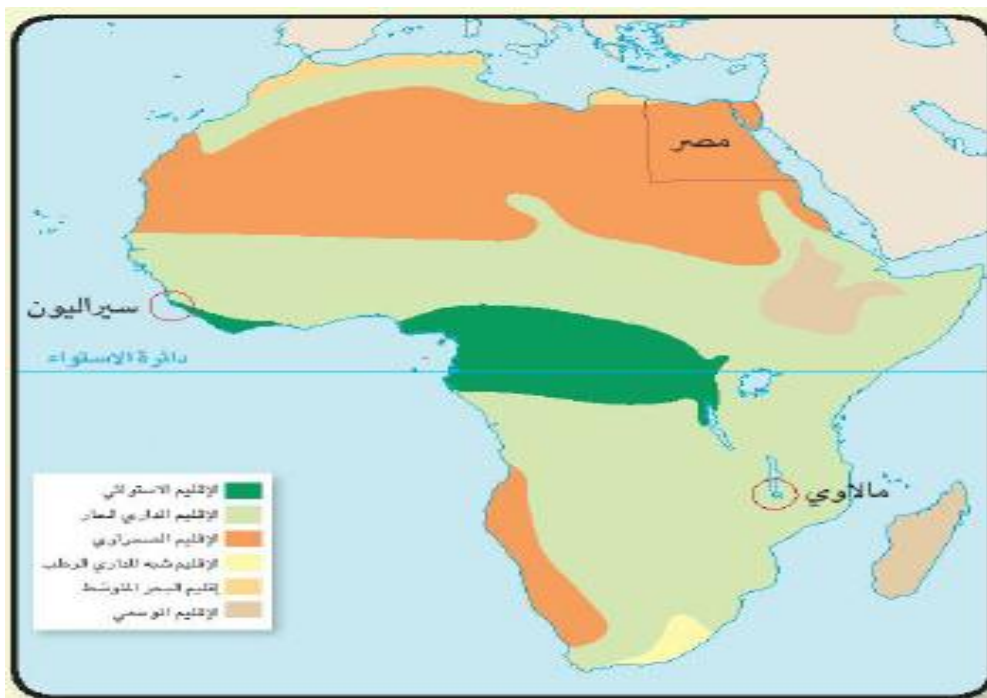 مصر
سيراليون
دائرة الاستواء
مالاوي
الإقليم الاستوائي
الإقليم المداري الحار
الإقليم الصحراوي
الإقليم شبه المداري الرطب
إقليم البحر المتوسط
الإقليم الموسمي